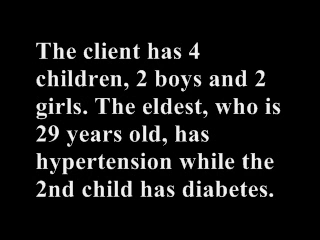 The client has 4
children, 2 boys and 2
girls. The eldest, who is
29 years old, has
hypertension while the
2nd child has diabetes.